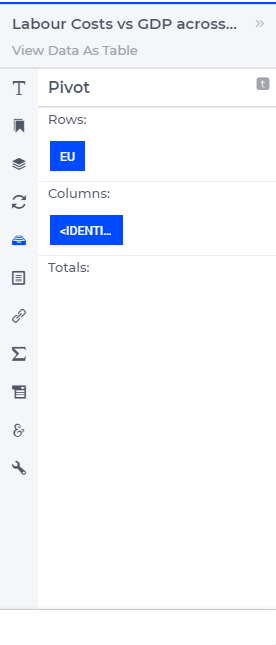 Labour Costs vs GDP across...
»
View Data As Table
T
Pivot
t
Rows:
EU
Columns:
<IDENTI...
Totals:
Σ
&